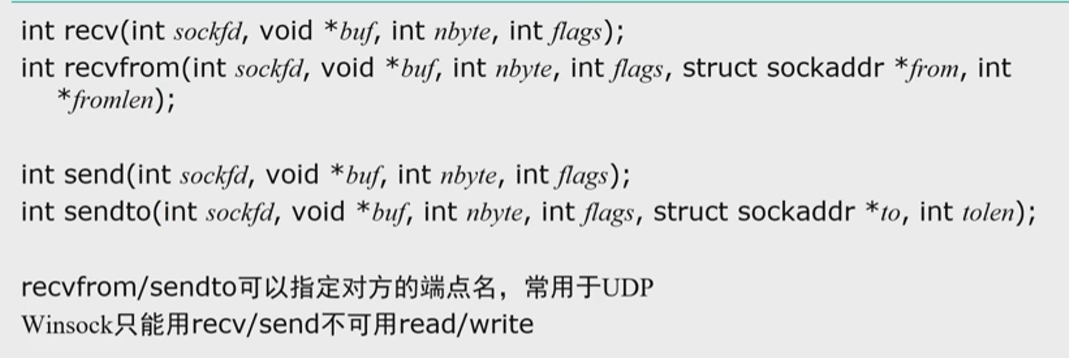 int recv(int sockfd, void *buf, int nbyte, int flags);
int recvfrom(int sockfd, void *buf, int nbyte, int flags, struct sockaddr *from, int
*fromlen);
int send(int sockfd, void *buf, int nbyte, int flags);
int sendto(int sockfd, void *buf, int nbyte, int flags, struct sockaddr *to, int tolen);
recvfrom/sendto可以指定对方的端点名，常用于UDP
Winsock只能用recv/send不可用read/write